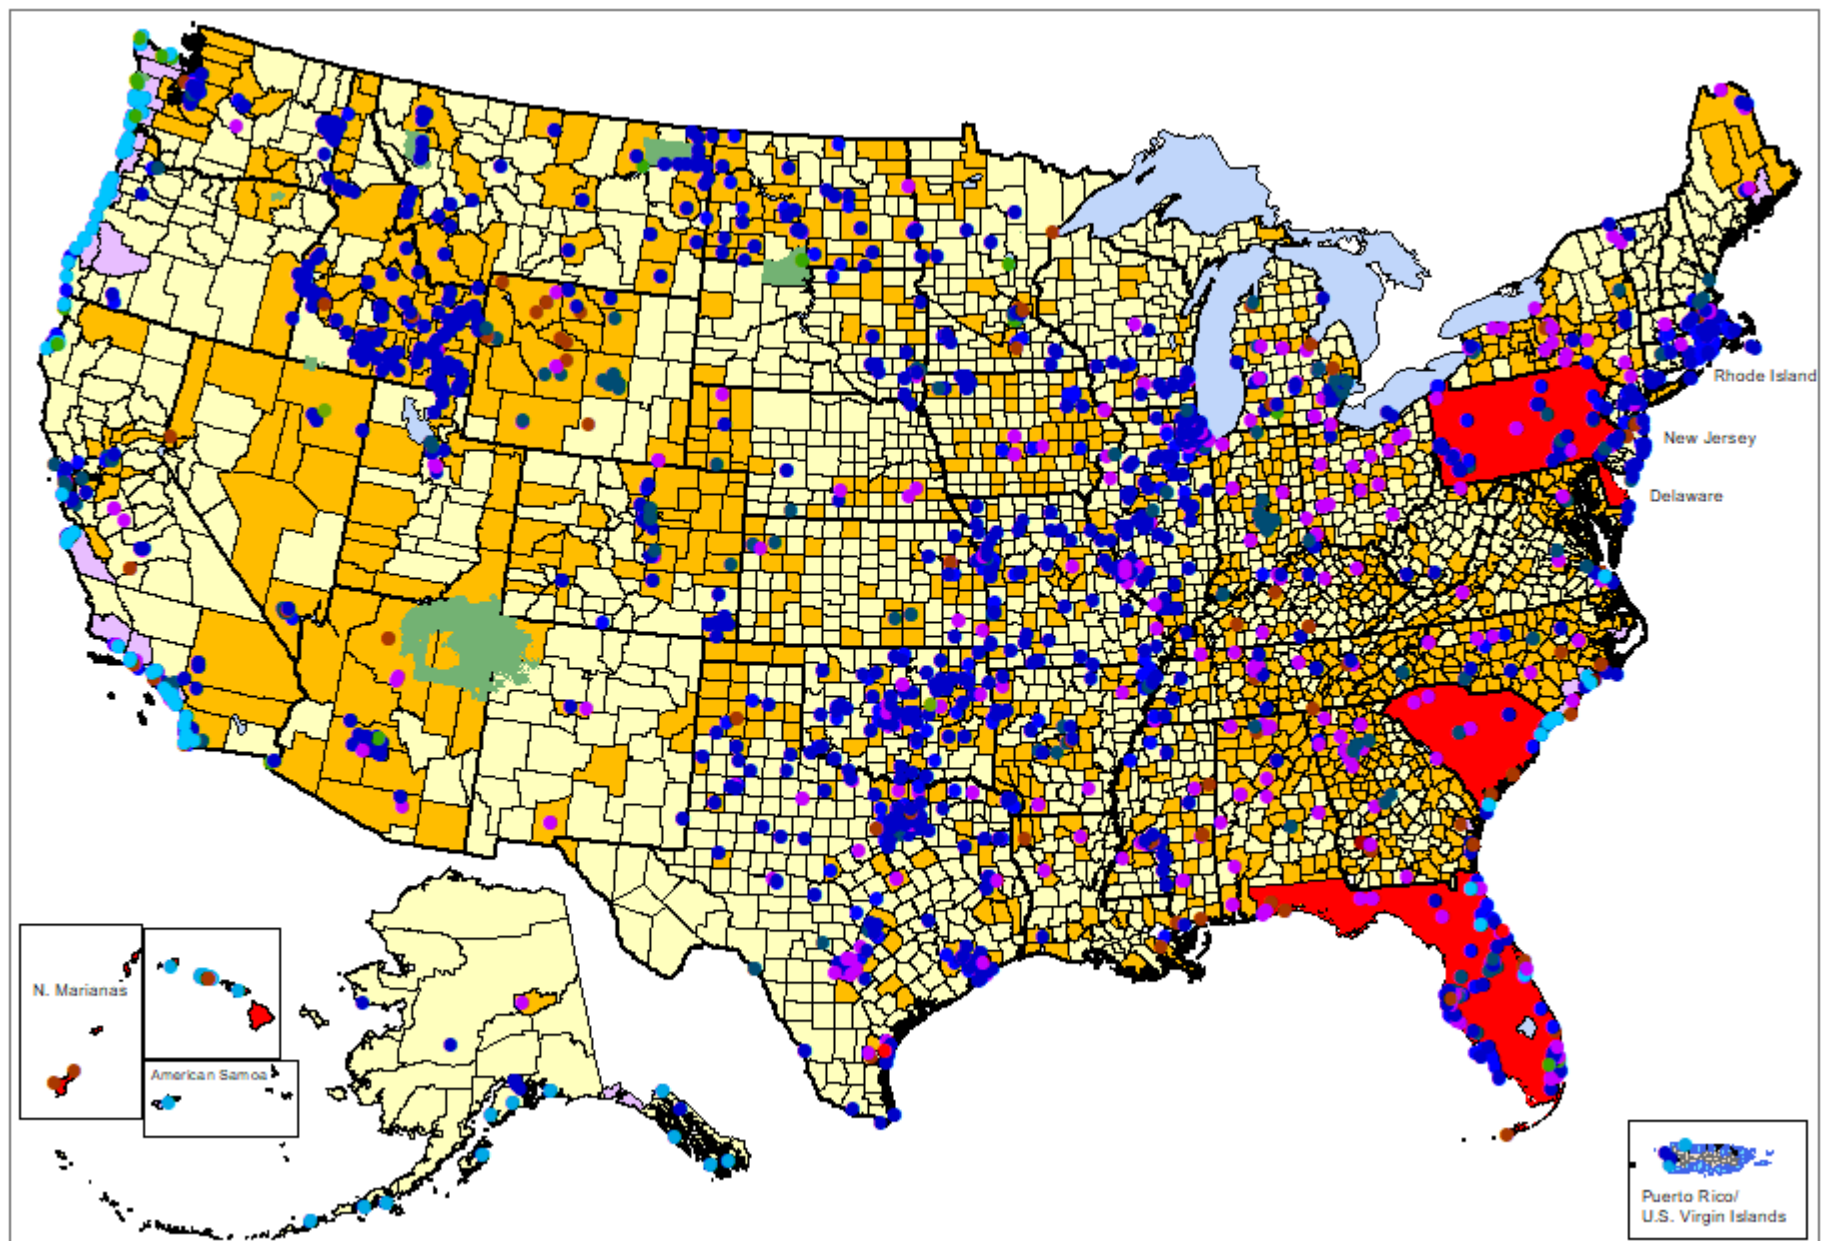 Rhode Island
New Jersey
Delaware
N. Marianas
American Samoa
Puerto Rico/
U.S. Virgin Islands